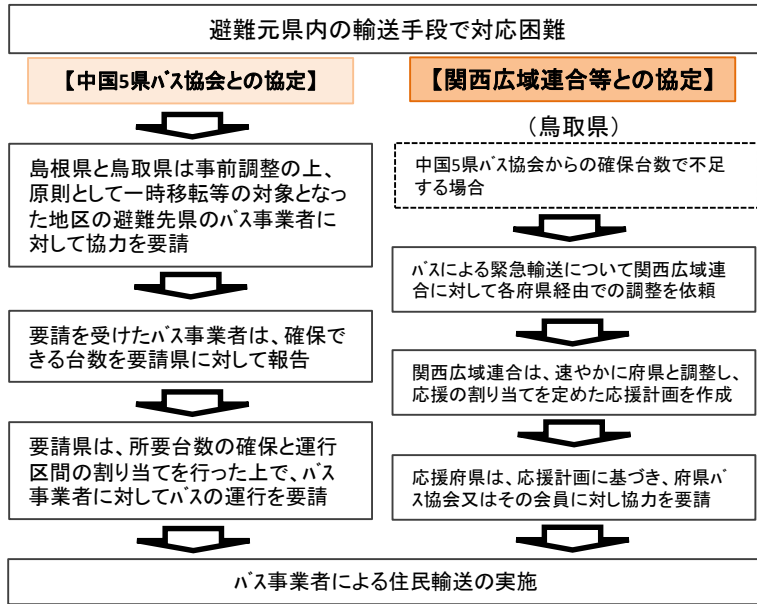 避難元県内の輸送手段で対応困難
【中国5県ﾊﾞｽ協会との協定】
島根県と鳥取県は事前調整の上、
原則として一時移転等の対象となっ
た地区の避難先県のﾊﾞｽ事業者に
対して協力を要請
要請を受けたﾊﾞｽ事業者は、確保で
きる台数を要請県に対して報告
要請県は、所要台数の確保と運行
区間の割り当てを行った上で、ﾊﾞｽ
事業者に対してﾊﾞｽの運行を要請
【関西広域連合等との協定】
（鳥取県）
中国5県ﾊﾞｽ協会からの確保台数で不足
する場合
ﾊﾞｽによる緊急輸送について関西広域連
合に対して各府県経由での調整を依頼
関西広域連合は、速やかに府県と調整し、
応援の割り当てを定めた応援計画を作成
応援府県は、応援計画に基づき、府県ﾊﾞ
ｽ協会又はその会員に対し協力を要請
ﾊﾞｽ事業者による住民輸送の実施